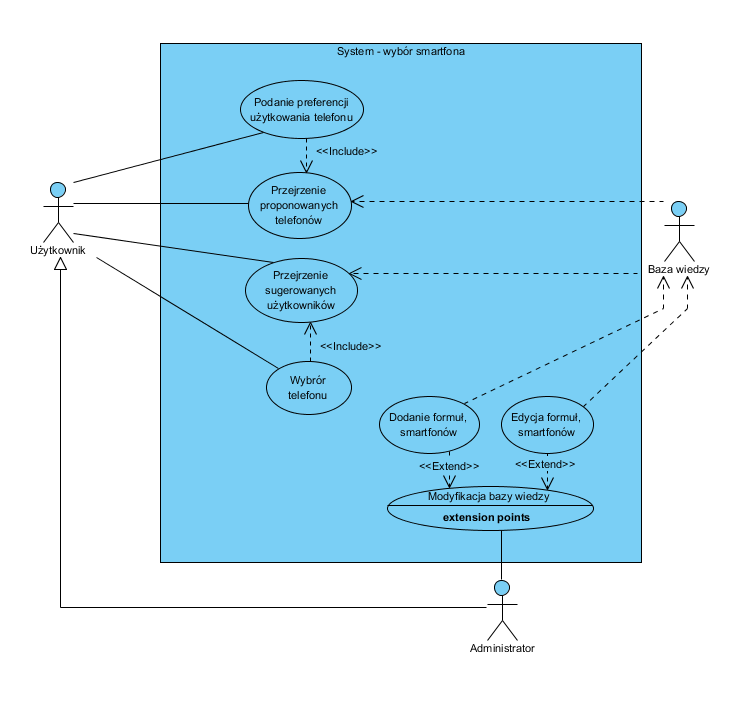 System - wybór smartfona
Podanie preferencji
użytkowania telefonu
<<Include>>
Przejrzenie
proponowanych
telefonów
Użytkownik
Baza wiedzy
Przejrzenie
sugerowanych
użytkowników
<<Include>>
Wybrór
telefonu
Dodanie formuł,
smartfonów
Edycja formuł,
smartfonów
<<Extend>>
<<Extend>>
Modyfikacja bazy wiedzy
extension points
Administrator